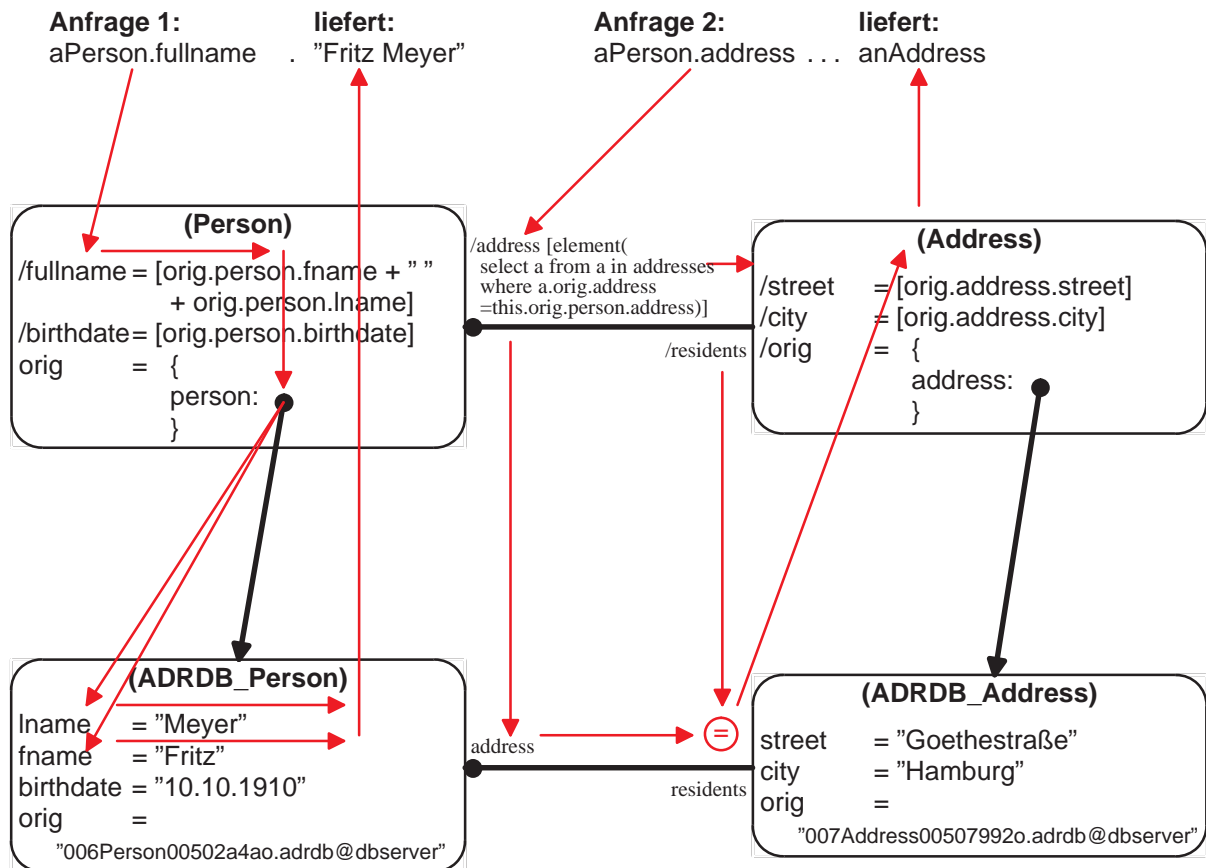 Anfrage 1: liefert: Anfrage 2: liefert:
aPerson.fullname . ”Fritz Meyer” aPerson.address . . . anAddress
(Person)
/fullname = [orig.person.fname + ” ”
+ orig.person.lname]
/birthdate = [orig.person.birthdate]
orig = {
person:
}
/address [element(
select a from a in addresses
where a.orig.address
=this.orig.person.address)]
/residents
(Address)
/street = [orig.address.street]
/city = [orig.address.city]
/orig = {
address:
}
(ADRDB_Person)
lname = ”Meyer”
fname = ”Fritz”
birthdate = ”10.10.1910”
orig =
”006Person00502a4ao.adrdb@dbserver”
address
=
residents
(ADRDB_Address)
street = ”Goethestraße”
city = ”Hamburg”
orig =
”007Address00507992o.adrdb@dbserver”